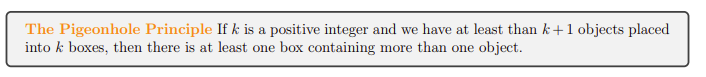 The Pigeonhole Principle If k is a positive integer and we have at least than k + 1 objects placed
into k boxes, then there is at least one box containing more than one object.